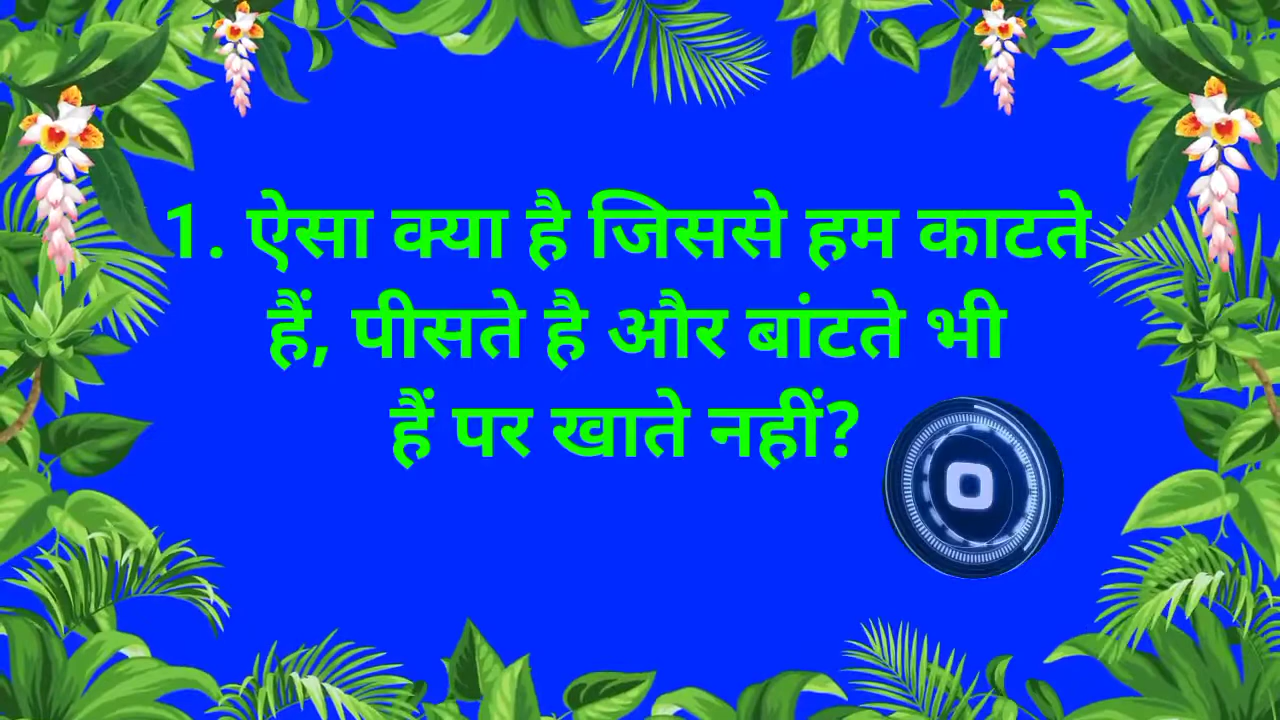 1. ऐसा क्या है जिससे हम काटते
हैं, पीसते है और बांटते भी
हैं पर खाते नहीं?